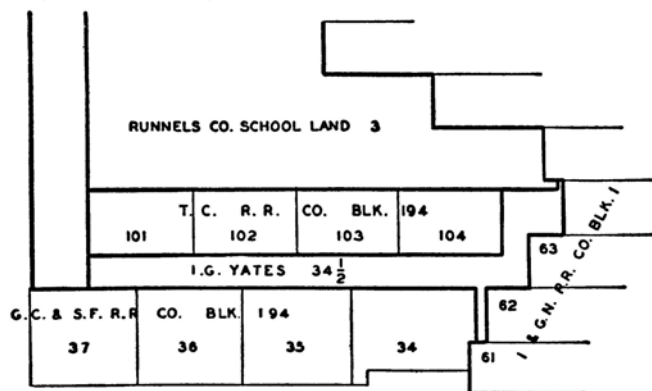 RUNNELS CO. SCHOOL LAND 3
T. C. R. R. CO. BLK. 194
101 102 103 104
I.G. YATES 34 1/2
G.C. & S.F. R.R CO. BLK. 194
37 36 35 34
63
62
61
I & G.N. R.R. CO. BLK. I